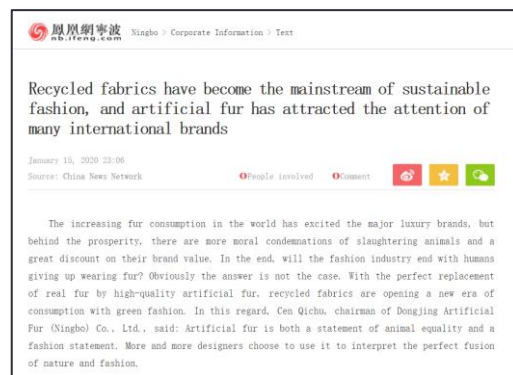 鳳凰網寧波 Ningbo > Corporate Information > Text
nb.ifeng.com
Recycled fabrics have become the mainstream of sustainable
fashion, and artificial fur has attracted the attention of
many international brands
January 15, 2020 23:06
Source: China News Network 0People involved 0Comment
The increasing fur consumption in the world has excited the major luxury brands, but
behind the prosperity, there are more moral condemnations of slaughtering animals and a
great discount on their brand value. In the end, will the fashion industry end with humans
giving up wearing fur? Obviously the answer is not the case. With the perfect replacement
of real fur by high-quality artificial fur, recycled fabrics are opening a new era of
consumption with green fashion. In this regard, Cen Qichu, chairman of Dongjing Artificial
Fur (Ningbo) Co., Ltd., said: Artificial fur is both a statement of animal equality and a
fashion statement. More and more designers choose to use it to interpret the perfect fusion
of nature and fashion.